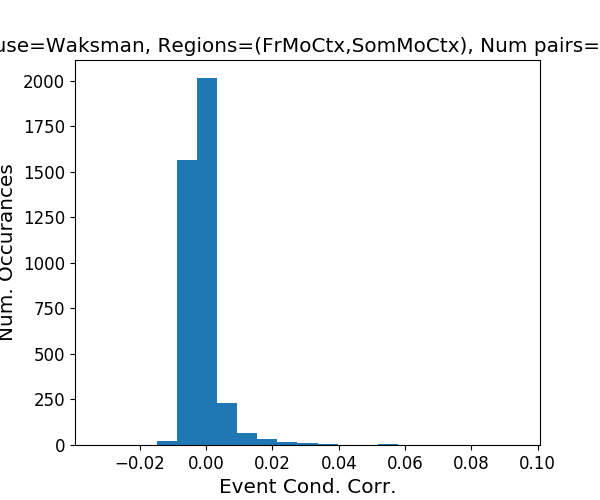 use=Waksman, Regions=(FrMoCtx,SomMoCtx), Num pairs=
2000
1750
1500
1250
1000
750
500
250
0
Num. Occurances
−0.02 0.00 0.02 0.04 0.06 0.08 0.10
Event Cond. Corr.